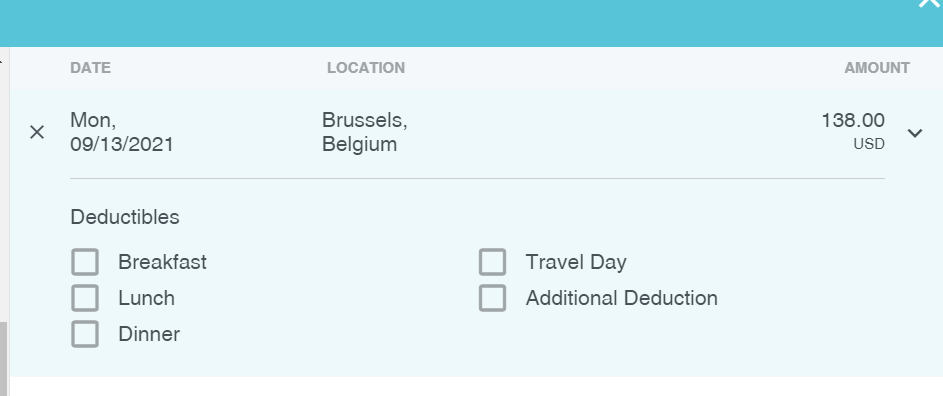 DATE LOCATION AMOUNT
Mon, Brussels, 138.00
09/13/2021 Belgium USD
Deductibles
Breakfast Travel Day
Lunch Additional Deduction
Dinner